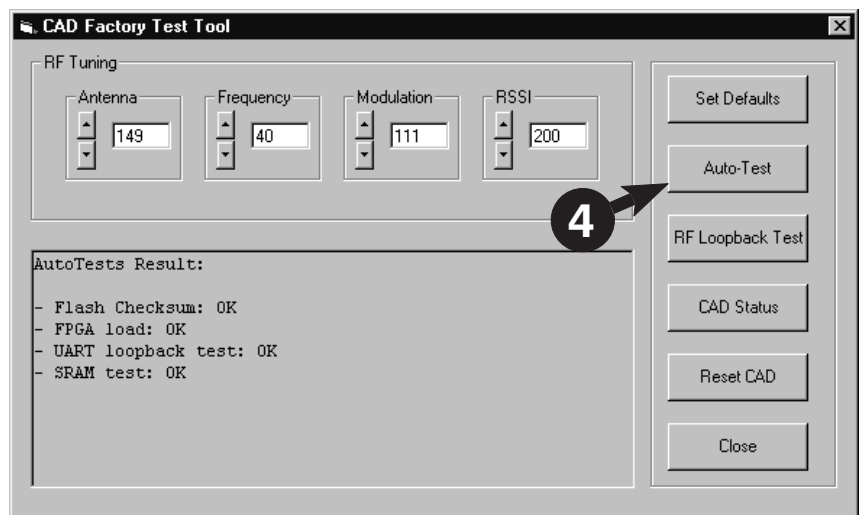 CAD Factory Test Tool
RF Tuning
Antenna
149
Frequency
40
Modulation
111
RSSI
200
Set Defaults
Auto-Test
4
RF Loopback Test
CAD Status
Reset CAD
Close
AutoTests Result:
- Flash Checksum: OK
- FPGA load: OK
- UART loopback test: OK
- SRAM test: OK